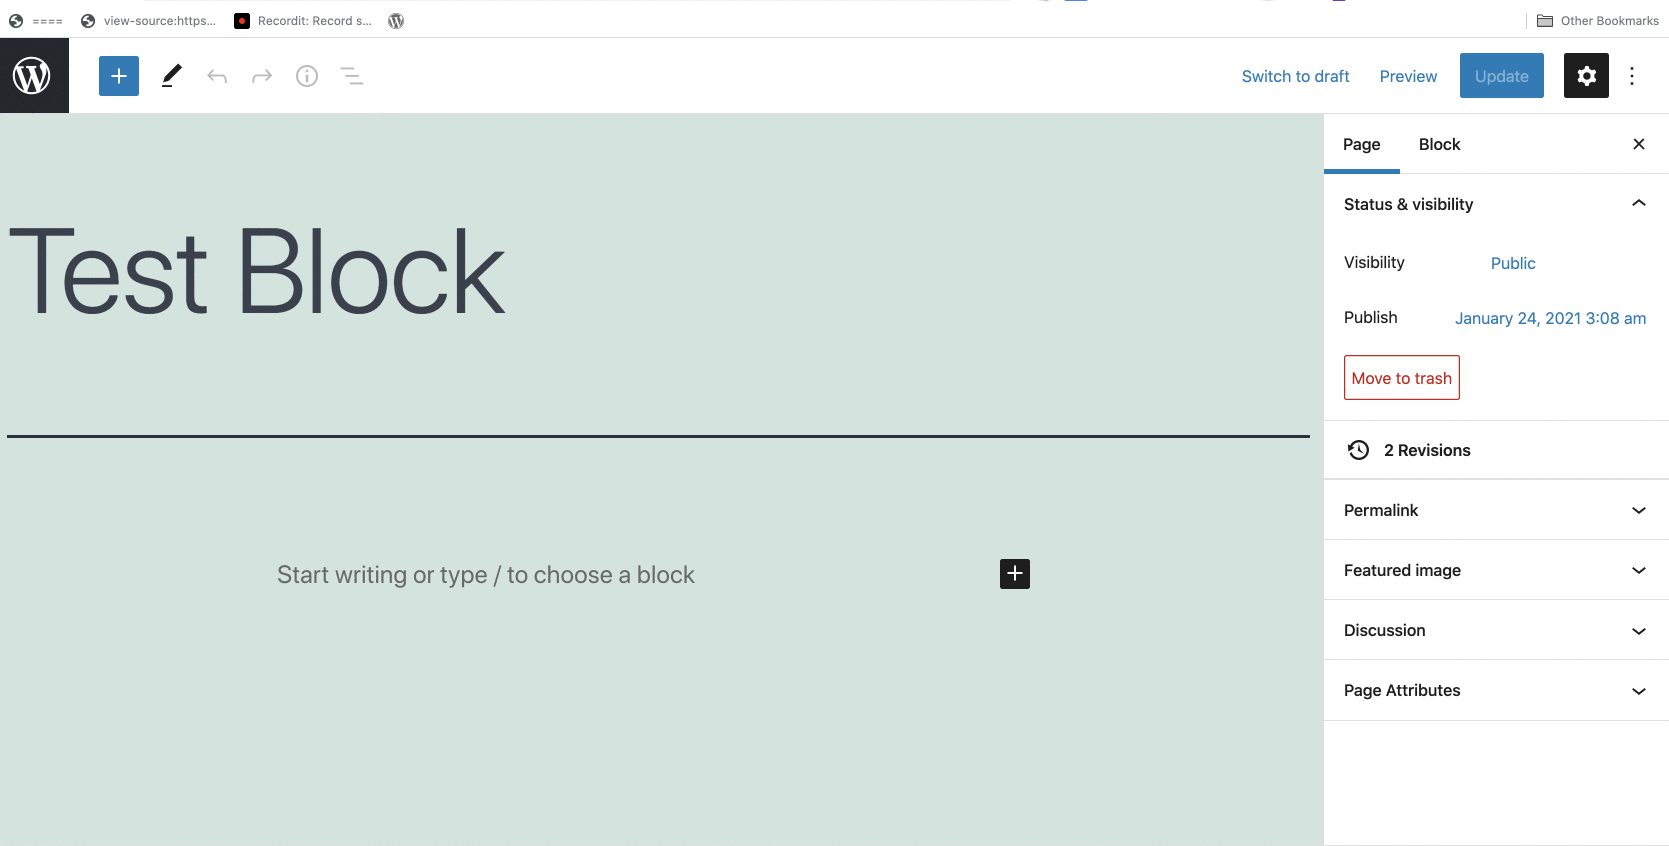 ====
view-source:https...
Recordit: Record s...
Other Bookmarks
Switch to draft
Preview
Update
Page
Block
Test Block
Status & visibility
Visibility
Public
Publish
January 24, 2021 3:08 am
Move to trash
2 Revisions
Permalink
Start writing or type / to choose a block
Featured image
Discussion
Page Attributes